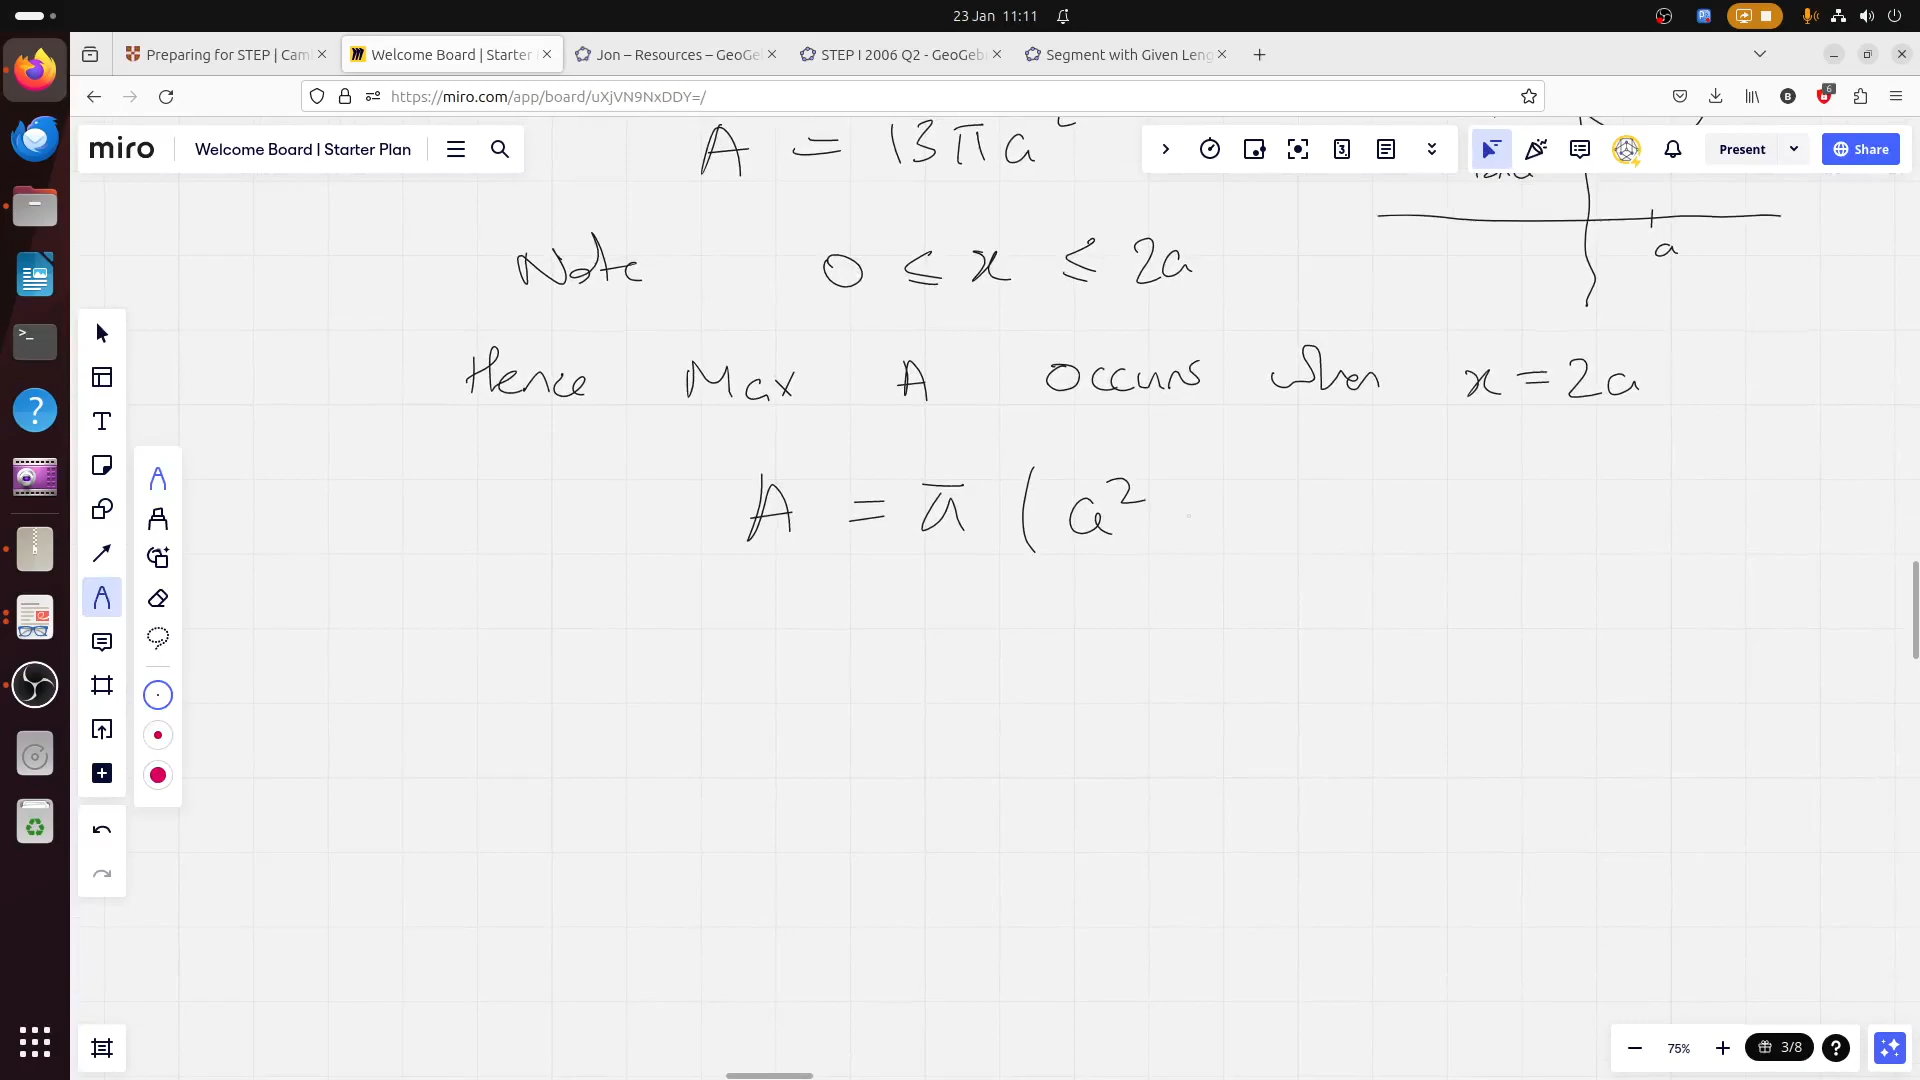 23 Jan 11:11
Preparing for STEP | Cam
Welcome Board | Starter
Jon – Resources – GeoGe
STEP I 2006 Q2 - GeoGeb
Segment with Given Leng
https://miro.com/app/board/uXjVN9NxDDY=/
6
miro
Welcome Board | Starter Plan
Present
Share
A = 13πa²
a
Note 0 ≤ x ≤ 2a
Hence Max A occurs when x = 2a
A = π ( a²
75%
3/8